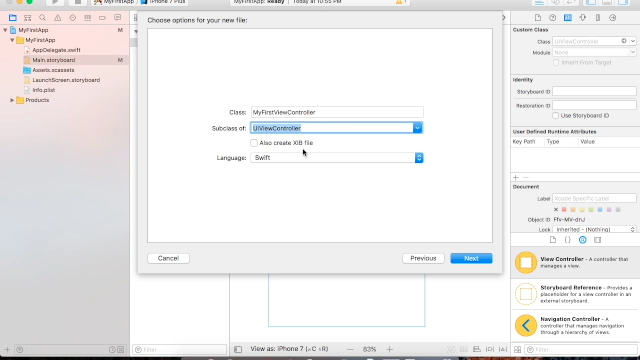 MyFirstApp
iPhone 7 Plus
MyFirstApp: Ready
Today at 10:55 PM
Choose options for your new file:
MyFirstApp
M
MyFirstApp
AppDelegate.swift
Main.storyboard
M
Assets.xcassets
LaunchScreen.storyboard
Info.plist
Products
Class: MyFirstViewController
Subclass of: UIViewController
Also create XIB file
Language: Swift
Cancel
Previous
Next
Custom Class
Class UIViewController
Module None
Inherit From Target
Identity
Storyboard ID
Restoration ID
Use Storyboard ID
User Defined Runtime Attributes
Key Path Type Value
Document
Label Xcode Specific Label
Object ID
Lock Inherited - (Nothing)
View Controller - A controller
that manages a view.
Storyboard Reference - Provides a
placeholder for a view controller in an
external storyboard.
Navigation Controller - A
controller that manages navigation
through a hierarchy of views.
Filter
Filter
View as: iPhone 7
83%
Filter